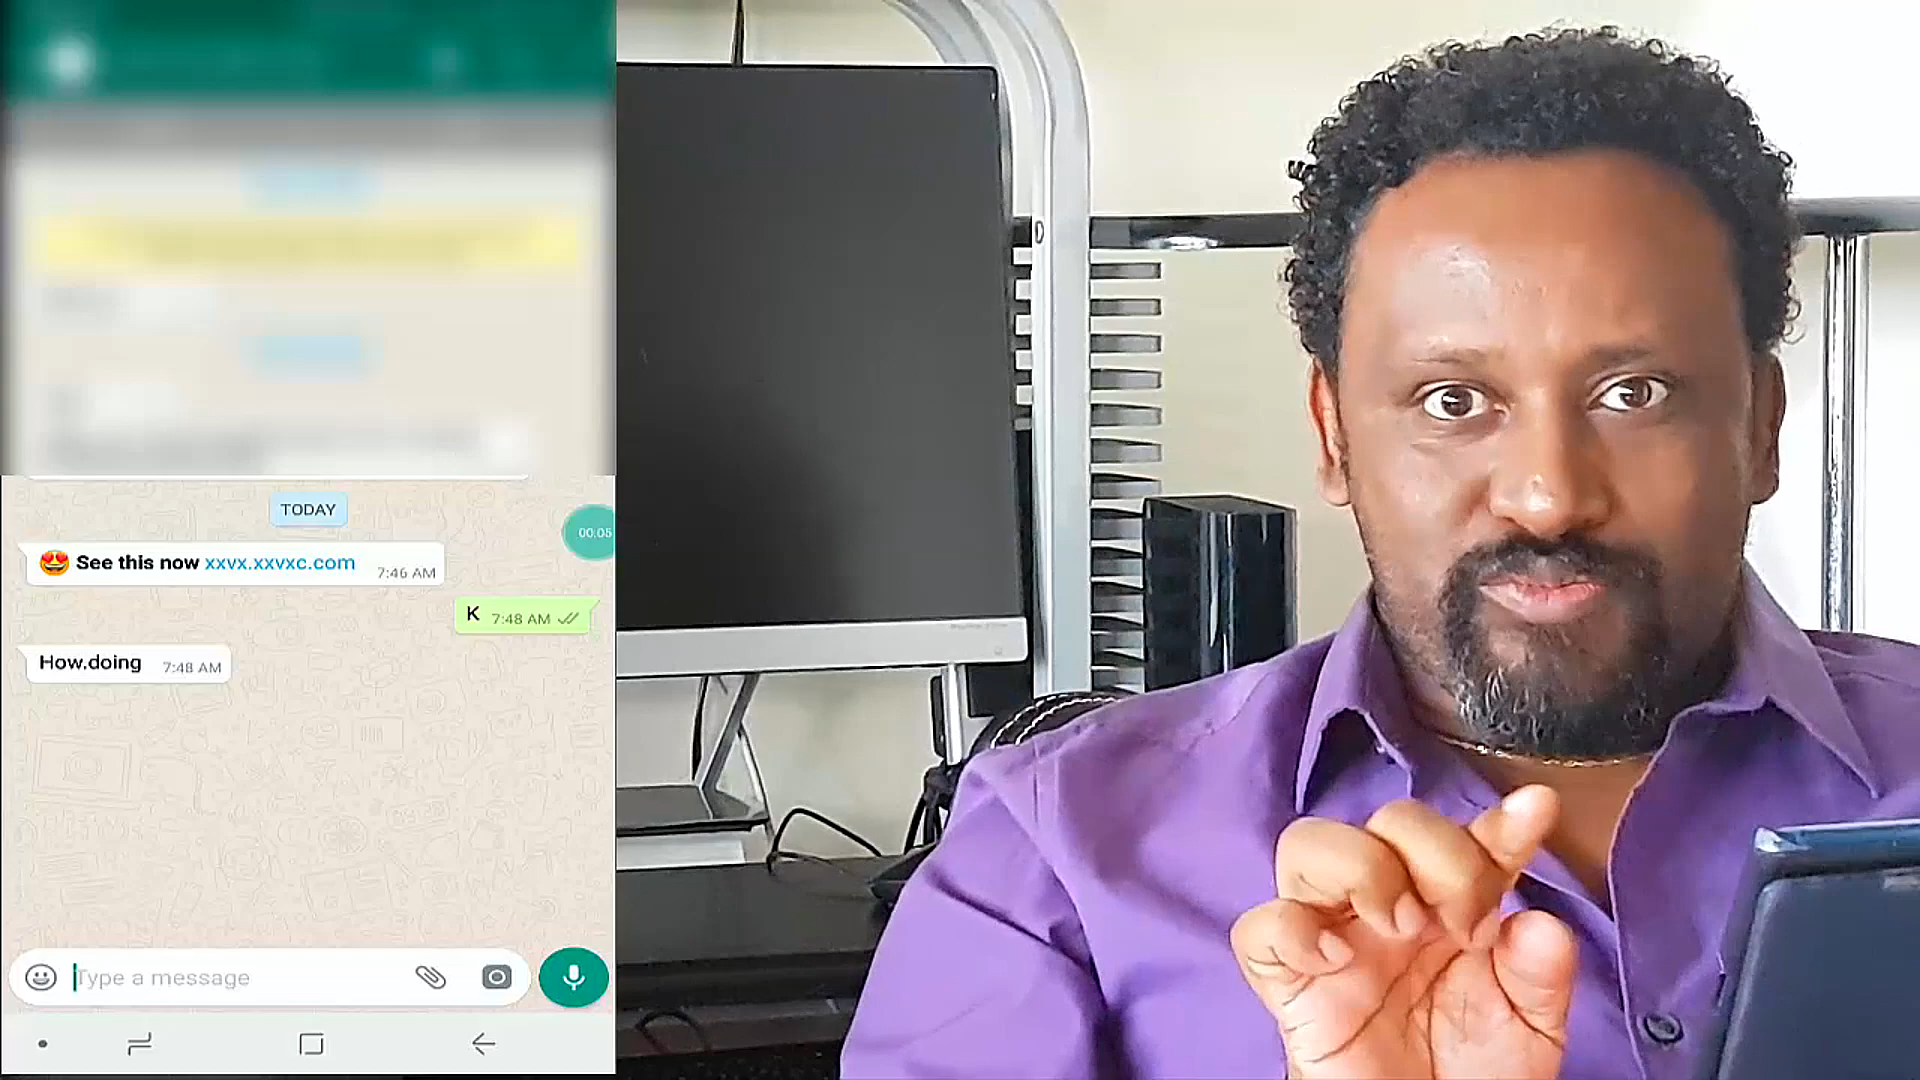 TODAY
00:05
😍 See this now xxvx.xxvxc.com 7:46 AM
K 7:48 AM
How.doing 7:48 AM
Type a message